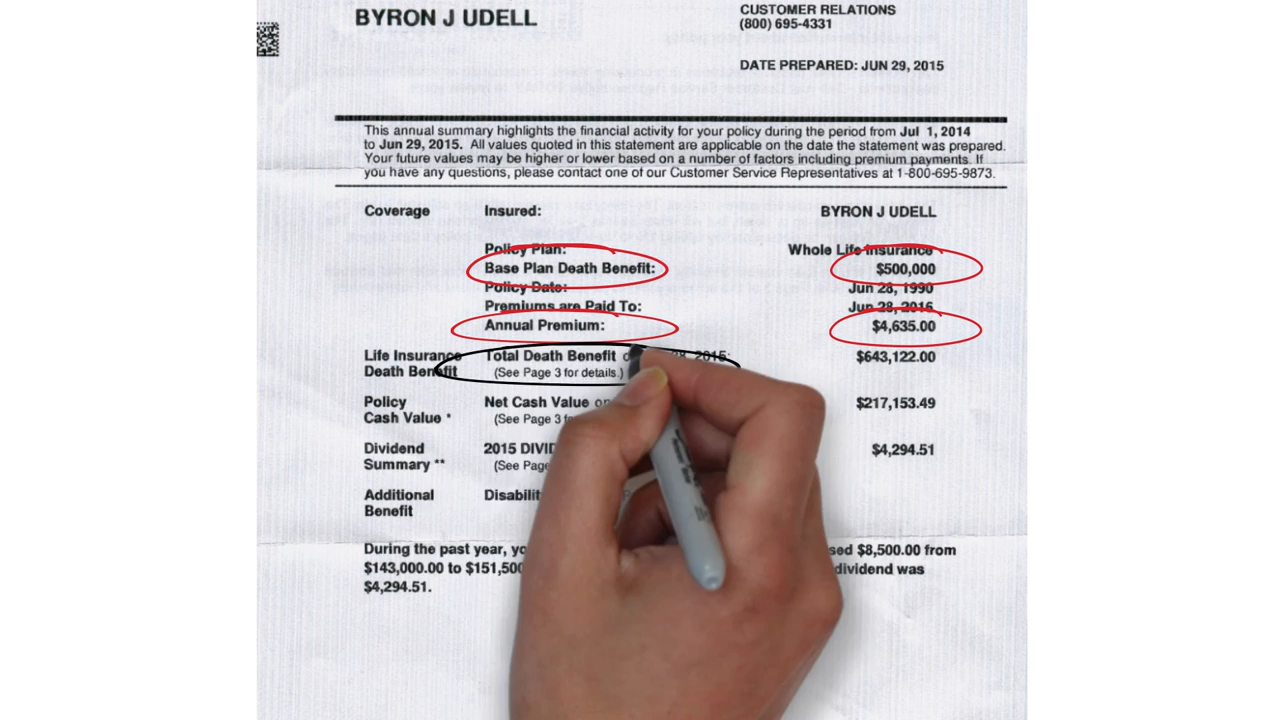 BYRON J UDELL
CUSTOMER RELATIONS
(800) 695-4331
DATE PREPARED: JUN 29, 2015
This annual summary highlights the financial activity for your policy during the period from Jul 1, 2014
to Jun 29, 2015. All values quoted in this statement are applicable on the date the statement was prepared.
Your future values may be higher or lower based on a number of factors including premium payments. If
you have any questions, please contact one of our Customer Service Representatives at 1-800-695-9873.
Coverage Insured: BYRON J UDELL
Policy Plan: Whole Life Insurance
Base Plan Death Benefit: $500,000
Policy Date: Jun 28, 1990
Premiums are Paid To: Jun 28, 2016
Annual Premium: $4,635.00
Life Insurance Total Death Benefit 2015: $643,122.00
Death Benefit (See Page 3 for details.)
Policy Net Cash Value on $217,153.49
Cash Value * (See Page 3
Dividend 2015 $4,294.51
Summary ** (See Page
Additional
Benefit
During the past year, $8,500.00 from
$143,000.00 to $151,500 dividend was
$4,294.51.